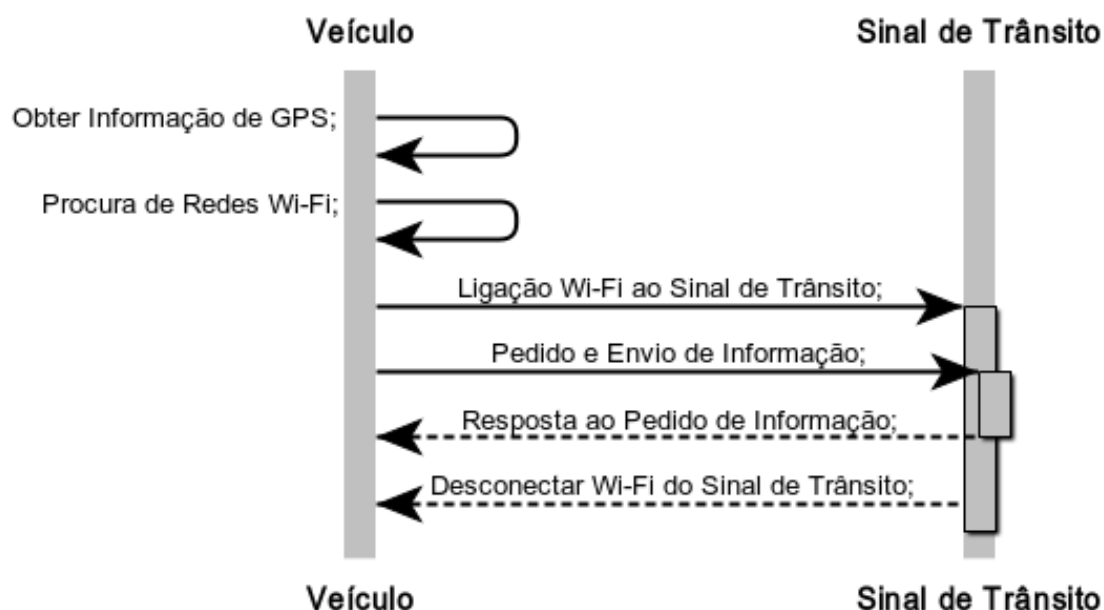 Veículo
Sinal de Trânsito
Obter Informação de GPS;
Procura de Redes Wi-Fi;
Ligação Wi-Fi ao Sinal de Trânsito;
Pedido e Envio de Informação;
Resposta ao Pedido de Informação;
Desconectar Wi-Fi do Sinal de Trânsito;
Veículo
Sinal de Trânsito